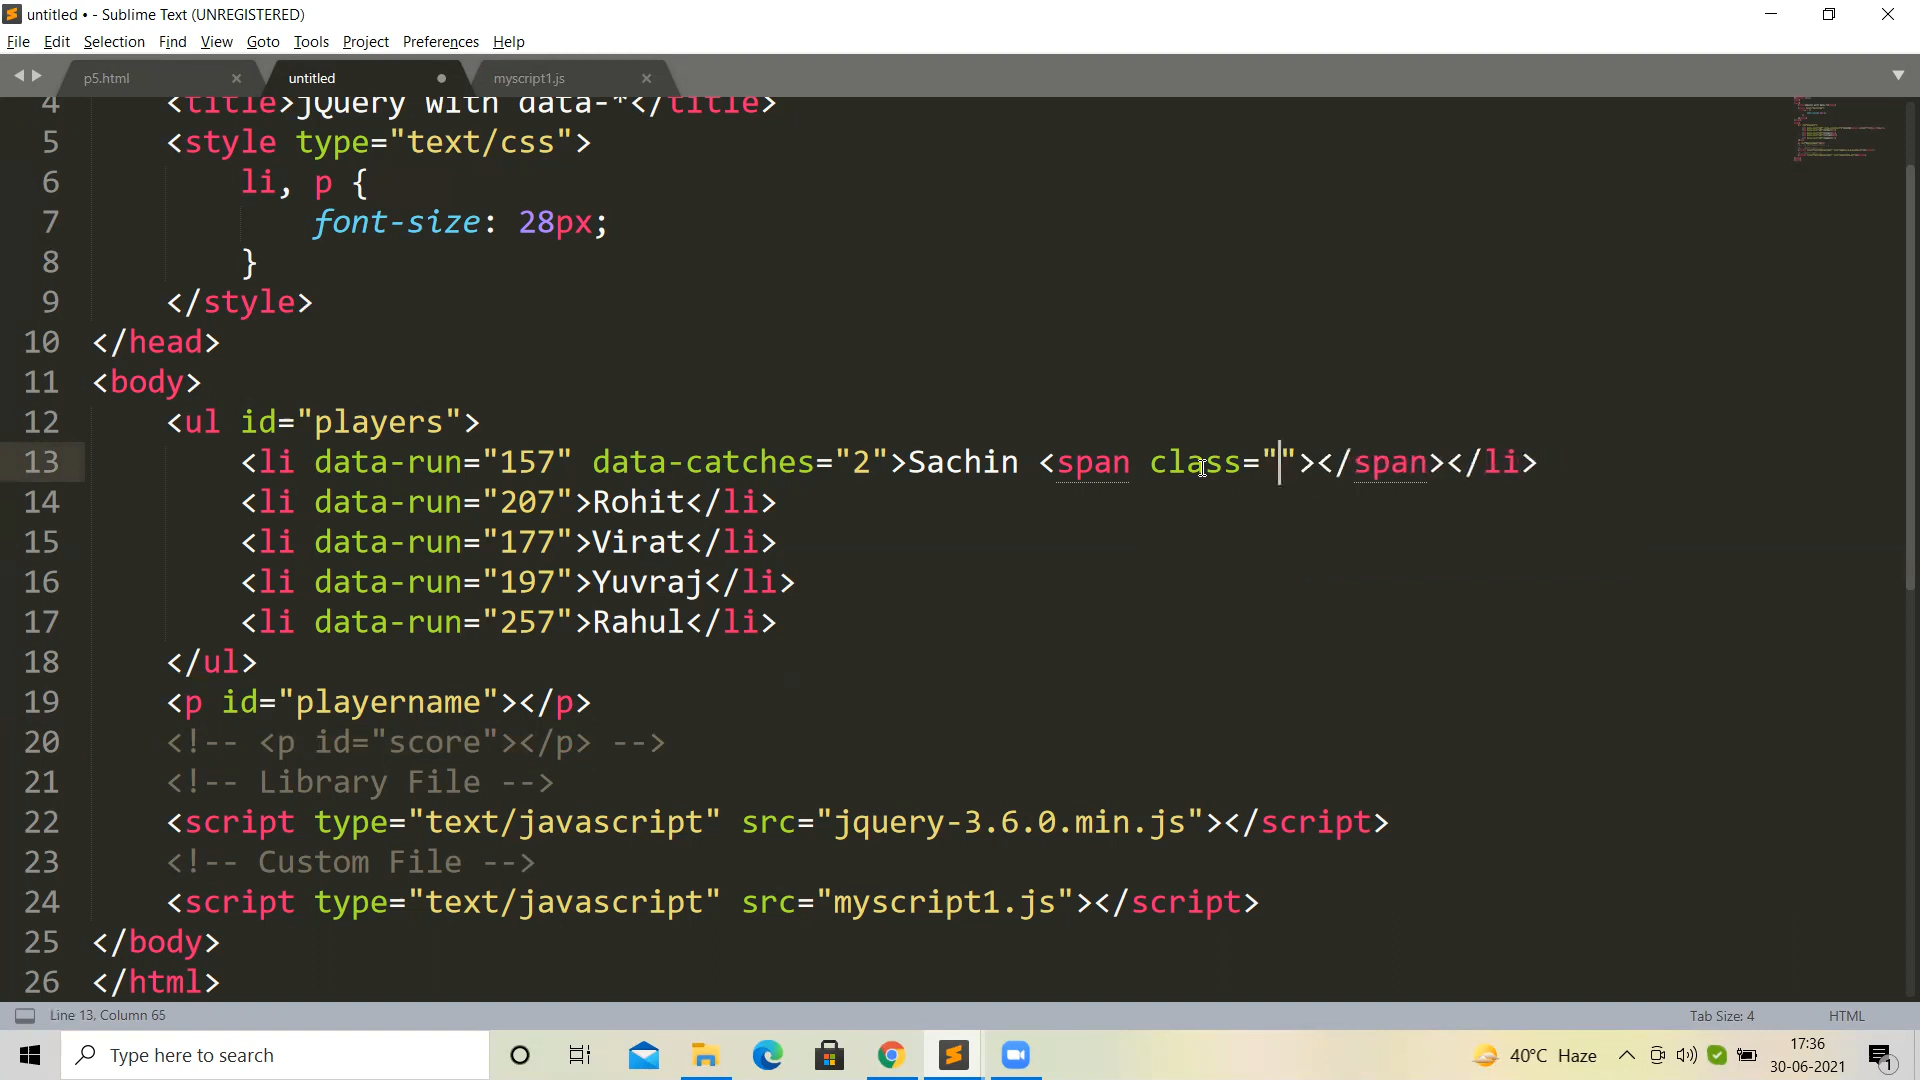 untitled • - Sublime Text (UNREGISTERED)
File Edit Selection Find View Goto Tools Project Preferences Help
p5.html untitled myscript1.js
4 <title>jQuery with data-*</title>
5 <style type="text/css">
6 li, p {
7 font-size: 28px;
8 }
9 </style>
10 </head>
11 <body>
12 <ul id="players">
13 <li data-run="157" data-catches="2">Sachin <span class=""></span></li>
14 <li data-run="207">Rohit</li>
15 <li data-run="177">Virat</li>
16 <li data-run="197">Yuvraj</li>
17 <li data-run="257">Rahul</li>
18 </ul>
19 <p id="playername"></p>
20 <!-- <p id="score"></p> -->
21 <!-- Library File -->
22 <script type="text/javascript" src="jquery-3.6.0.min.js"></script>
23 <!-- Custom File -->
24 <script type="text/javascript" src="myscript1.js"></script>
25 </body>
26 </html>
Line 13, Column 65 Tab Size: 4 HTML
Type here to search 40°C Haze 17:36
30-06-2021 1